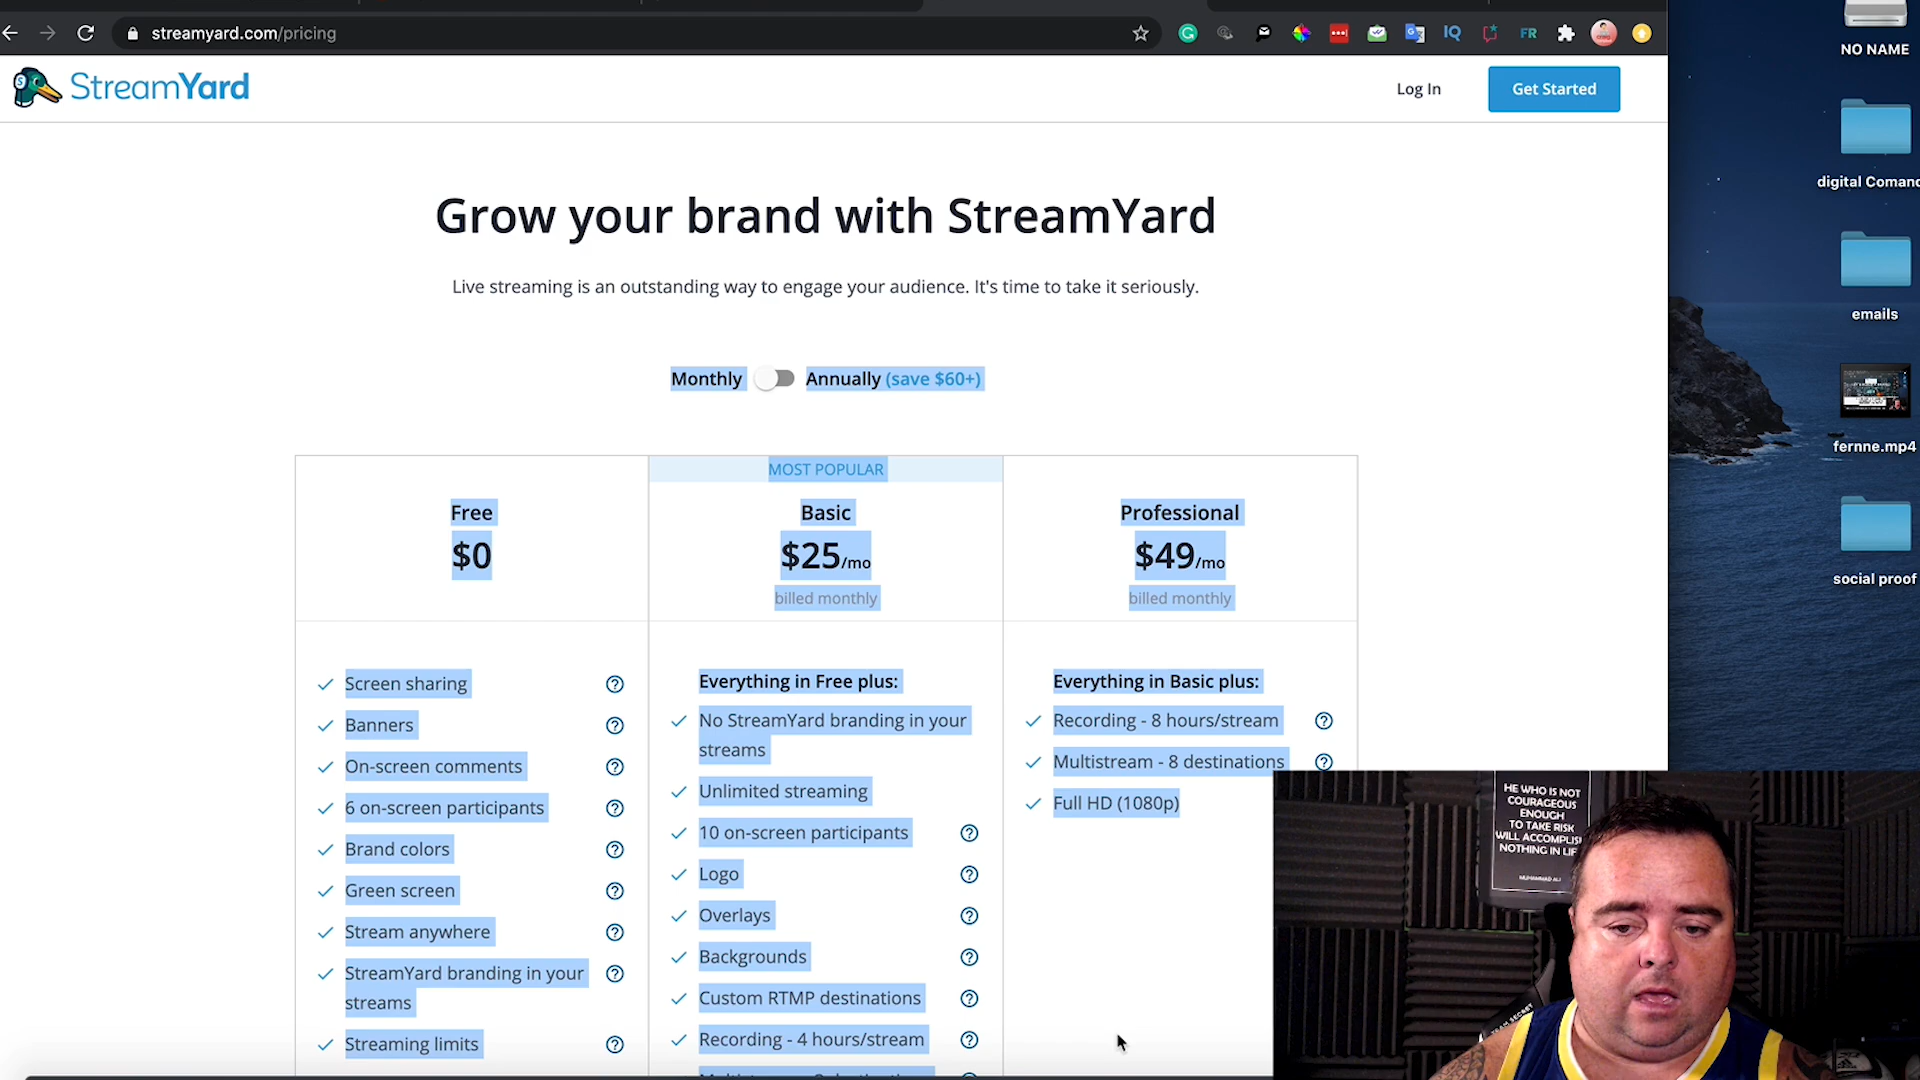 streamyard.com/pricing
IQ
FR
NO NAME
StreamYard
Log In
Get Started
digital Comand
Grow your brand with StreamYard
Live streaming is an outstanding way to engage your audience. It's time to take it seriously.
emails
Monthly
Annually (save $60+)
fernne.mp4
social proof
Free
$0
MOST POPULAR
Basic
$25/mo
billed monthly
Professional
$49/mo
billed monthly
Screen sharing
Banners
On-screen comments
6 on-screen participants
Brand colors
Green screen
Stream anywhere
StreamYard branding in your
streams
Streaming limits
Everything in Free plus:
No StreamYard branding in your
streams
Unlimited streaming
10 on-screen participants
Logo
Overlays
Backgrounds
Custom RTMP destinations
Recording - 4 hours/stream
Everything in Basic plus:
Recording - 8 hours/stream
Multistream - 8 destinations
Full HD (1080p)
HE WHO IS NOT
COURAGEOUS
ENOUGH
TO TAKE RISK
WILL ACCOMPLIS
NOTHING IN LIF
MUHAMMAD ALI
TEAM SECRET